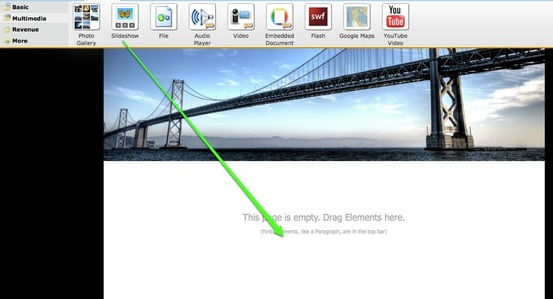 Basic
Multimedia
Revenue
More
Photo Gallery
Slideshow
File
Audio Player
Video
Embedded Document
swf
Flash
Google Maps
You Tube
YouTube Video
This page is empty. Drag Elements here.
(hint: elements, like a Paragraph, are in the top bar)